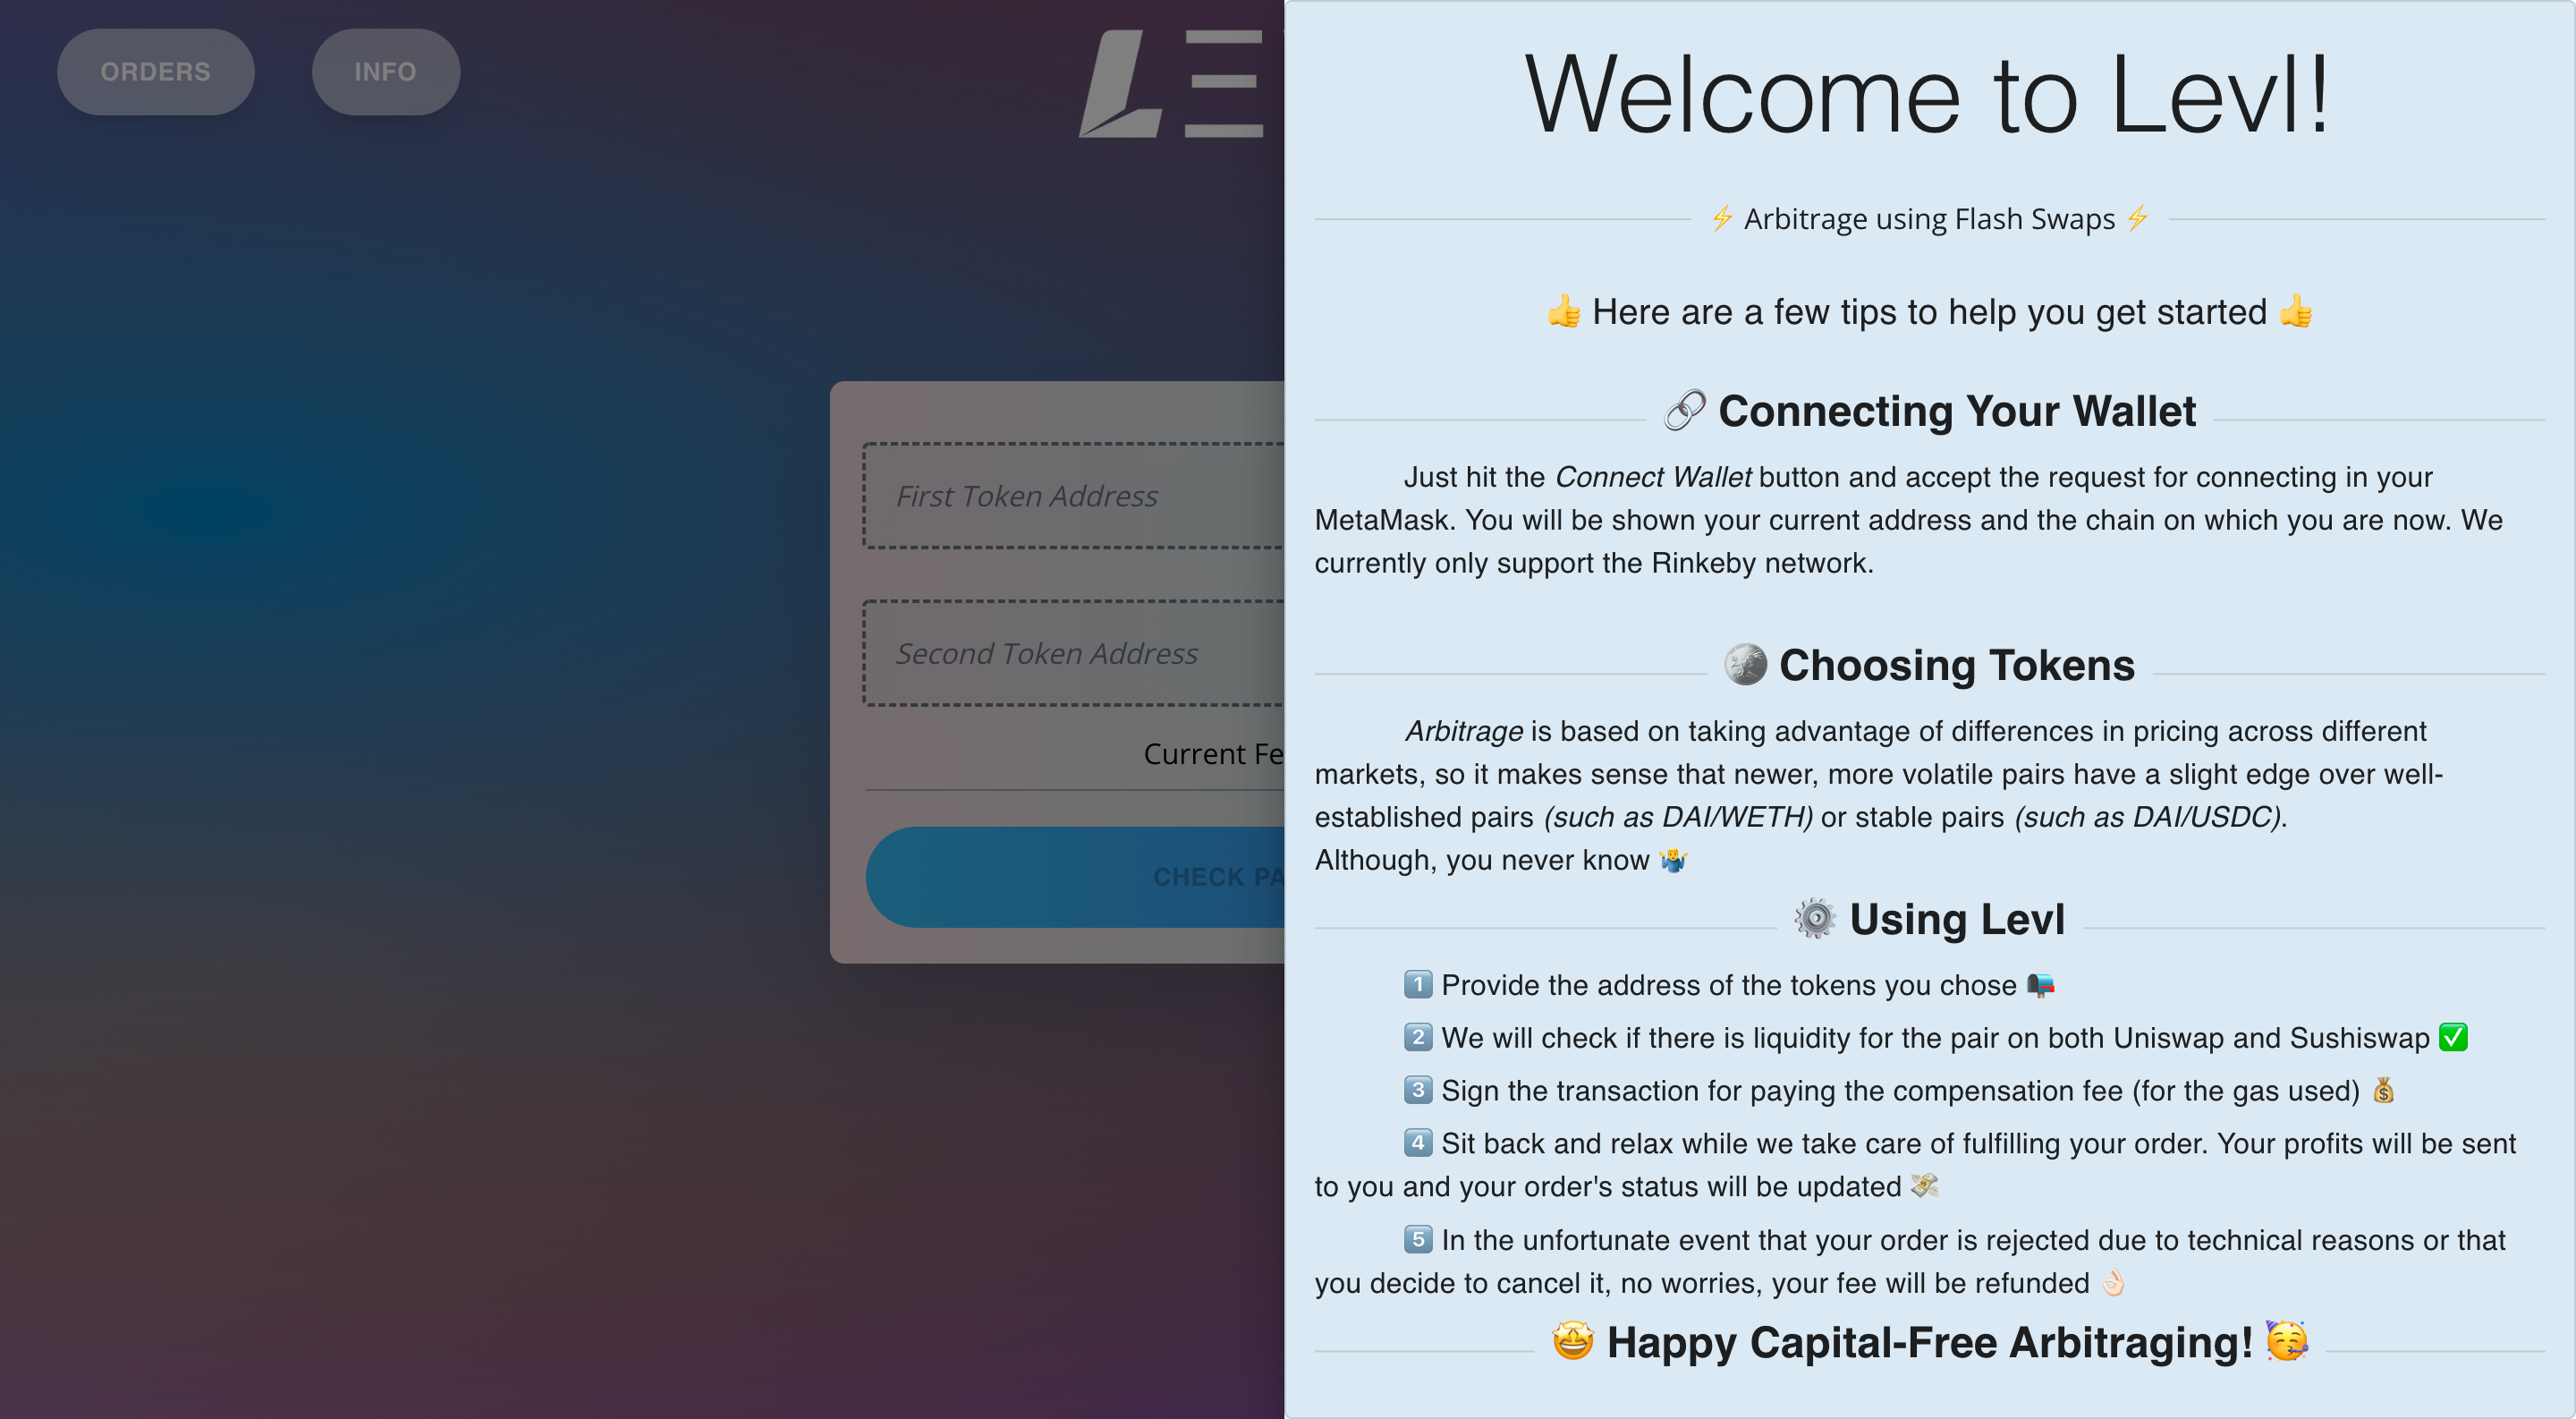 ORDERS
INFO
LE
First Token Address
Second Token Address
Current Fe
CHECK PA
Welcome to Levl!
⚡ Arbitrage using Flash Swaps ⚡
👍 Here are a few tips to help you get started 👍
🔗 Connecting Your Wallet
Just hit the Connect Wallet button and accept the request for connecting in your
MetaMask. You will be shown your current address and the chain on which you are now. We
currently only support the Rinkeby network.
Choosing Tokens
Arbitrage is based on taking advantage of differences in pricing across different
markets, so it makes sense that newer, more volatile pairs have a slight edge over well-
established pairs (such as DAI/WETH) or stable pairs (such as DAI/USDC).
Although, you never know 🤷‍♂️
⚙️ Using Levl
1️⃣ Provide the address of the tokens you chose 📭
2️⃣ We will check if there is liquidity for the pair on both Uniswap and Sushiswap ✅
3️⃣ Sign the transaction for paying the compensation fee (for the gas used) 💰
4️⃣ Sit back and relax while we take care of fulfilling your order. Your profits will be sent
to you and your order's status will be updated 💸
5️⃣ In the unfortunate event that your order is rejected due to technical reasons or that
you decide to cancel it, no worries, your fee will be refunded 👌🏻
🤩 Happy Capital-Free Arbitraging! 🥳